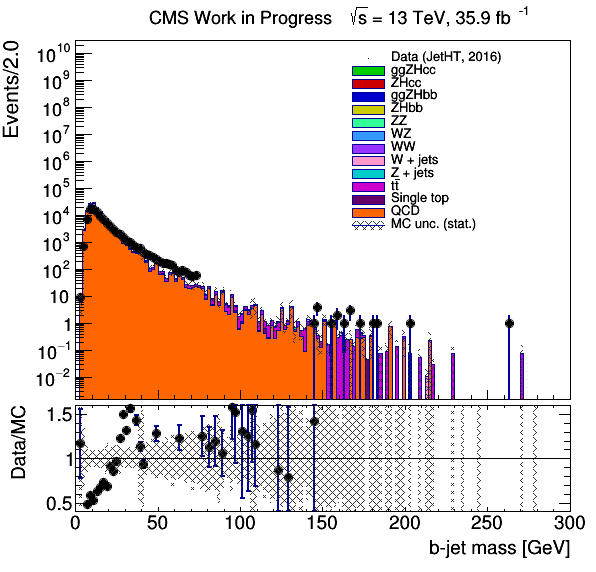 CMS Work in Progress √s = 13 TeV, 35.9 fb⁻¹
Events/2.0
10¹⁰
10⁹
10⁸
10⁷
10⁶
10⁵
10⁴
10³
10²
10
1
10⁻¹
10⁻²
Data (JetHT, 2016)
ggZHcc
ZHcc
ggZHbb
ZHbb
ZZ
WZ
WW
W + jets
Z + jets
tt̄
Single top
QCD
MC unc. (stat.)
Data/MC
1.5
1
0.5
0 50 100 150 200 250 300
b-jet mass [GeV]